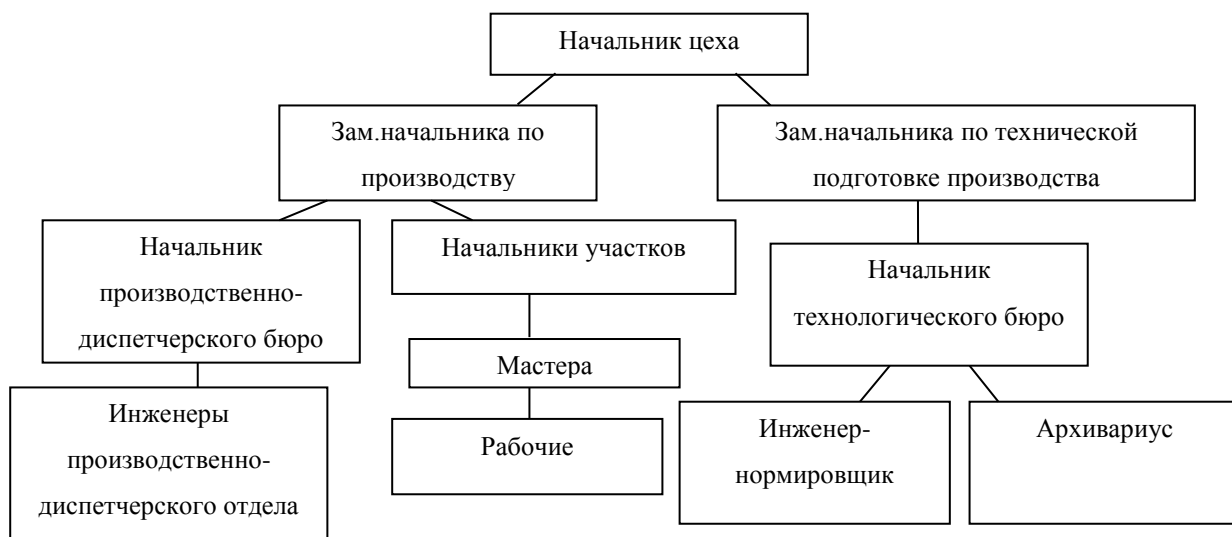 Начальник цеха
Зам.начальника по
производству
Зам.начальника по технической
подготовке производства
Начальник
производственно-
диспетчерского бюро
Начальники участков
Начальник
технологического бюро
Мастера
Инженеры
производственно-
диспетчерского отдела
Рабочие
Инженер-
нормировщик
Архивариус